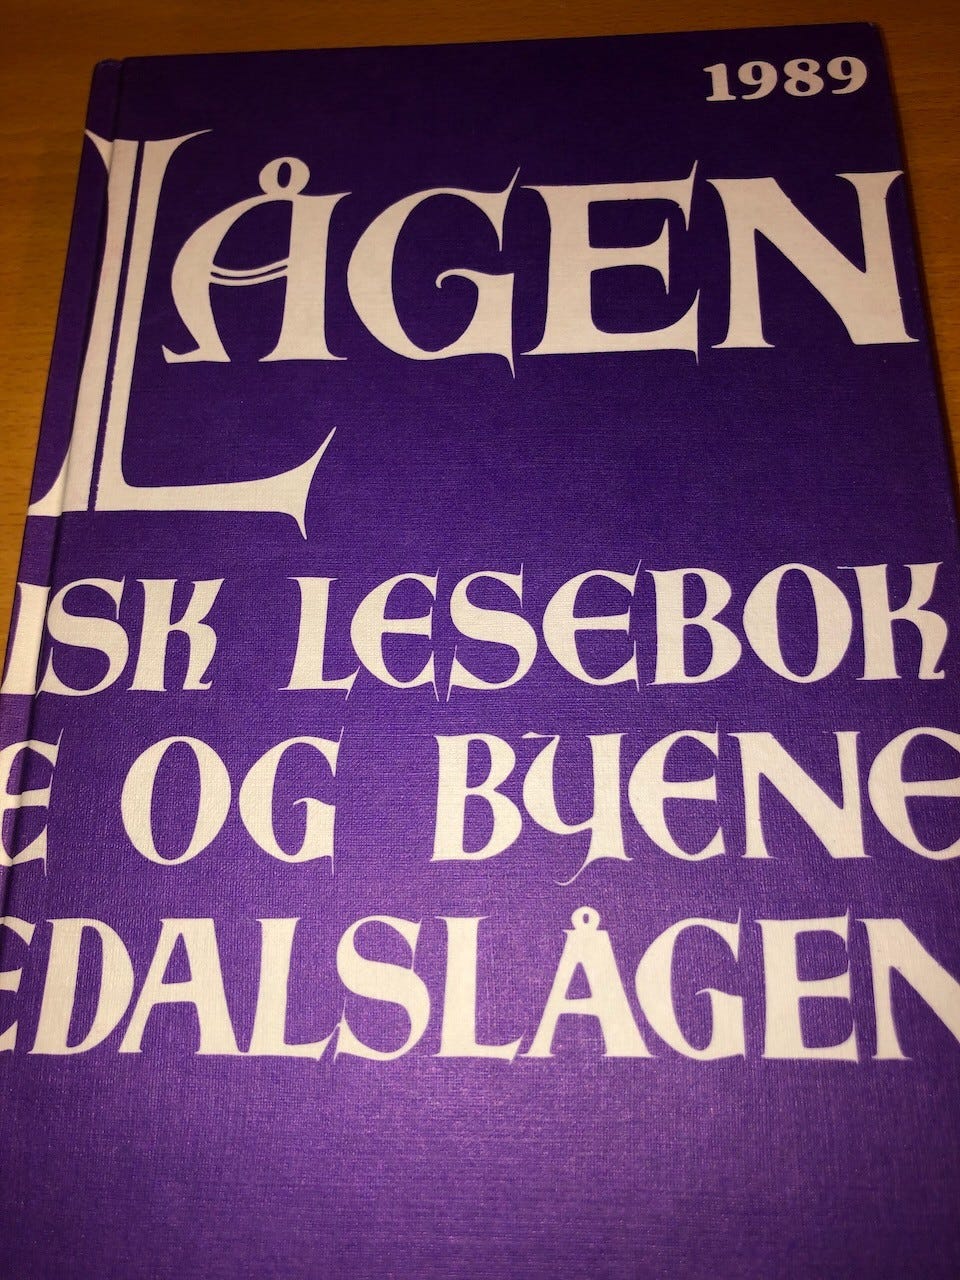 1989
LÅGEN
ISK LESEBOK
E OG BYENE
EDALSLÅGEN